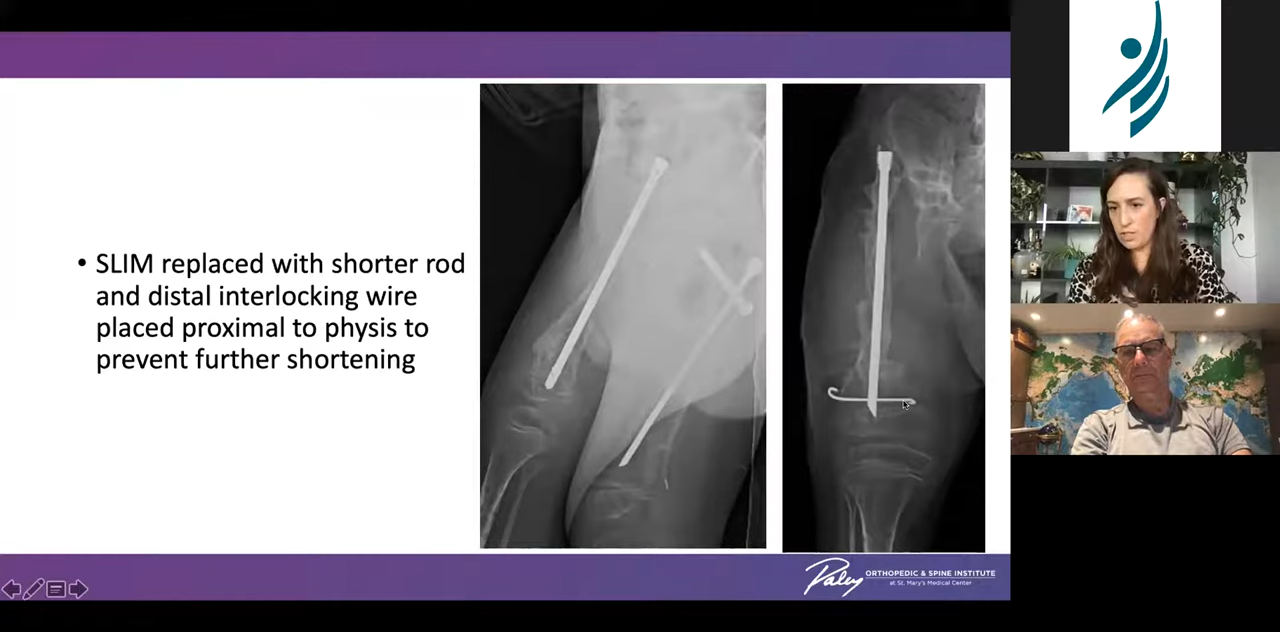 • SLIM replaced with shorter rod
and distal interlocking wire
placed proximal to physis to
prevent further shortening
Paley
ORTHOPEDIC & SPINE INSTITUTE
at St. Mary's Medical Center